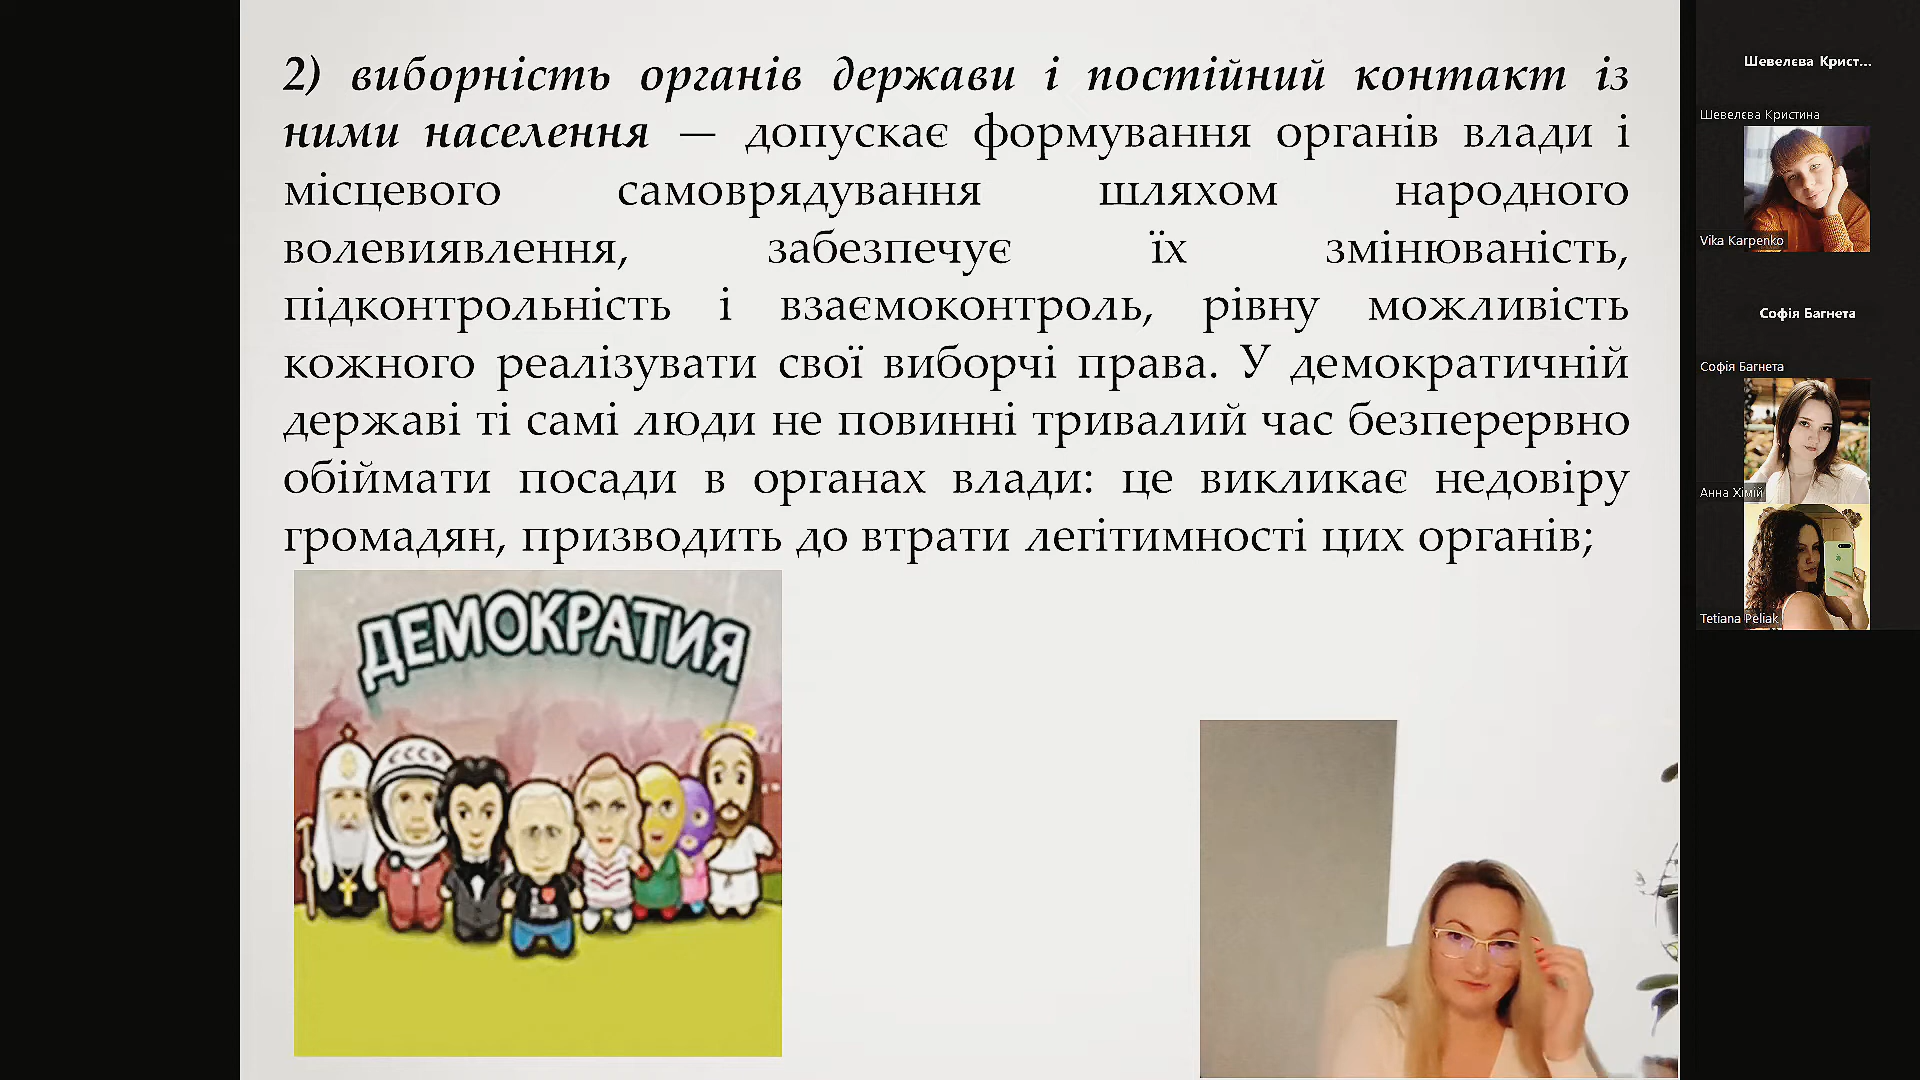 2) виборність органів держави і постійний контакт із
ними населення — допускає формування органів влади і
місцевого самоврядування шляхом народного
волевиявлення, забезпечує їх змінюваність,
підконтрольність і взаємоконтроль, рівну можливість
кожного реалізувати свої виборчі права. У демократичній
державі ті самі люди не повинні тривалий час безперервно
обіймати посади в органах влади: це викликає недовіру
громадян, призводить до втрати легітимності цих органів;
ДЕМОКРАТИЯ
Шевелєва Крист...
Шевелєва Кристина
Vika Karpenko
Софія Багнета
Софія Багнета
Анна Хімій
Tetiana Peliak